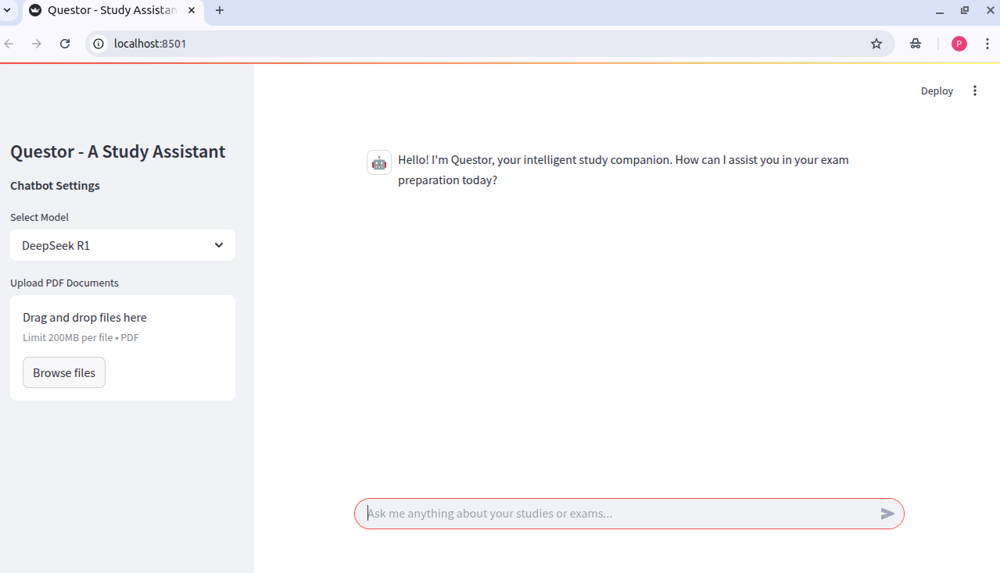 Questor - Study Assistan
localhost:8501
P
Deploy
Questor - A Study Assistant
Chatbot Settings
Select Model
DeepSeek R1
Upload PDF Documents
Drag and drop files here
Limit 200MB per file • PDF
Browse files
Hello! I'm Questor, your intelligent study companion. How can I assist you in your exam
preparation today?
Ask me anything about your studies or exams...